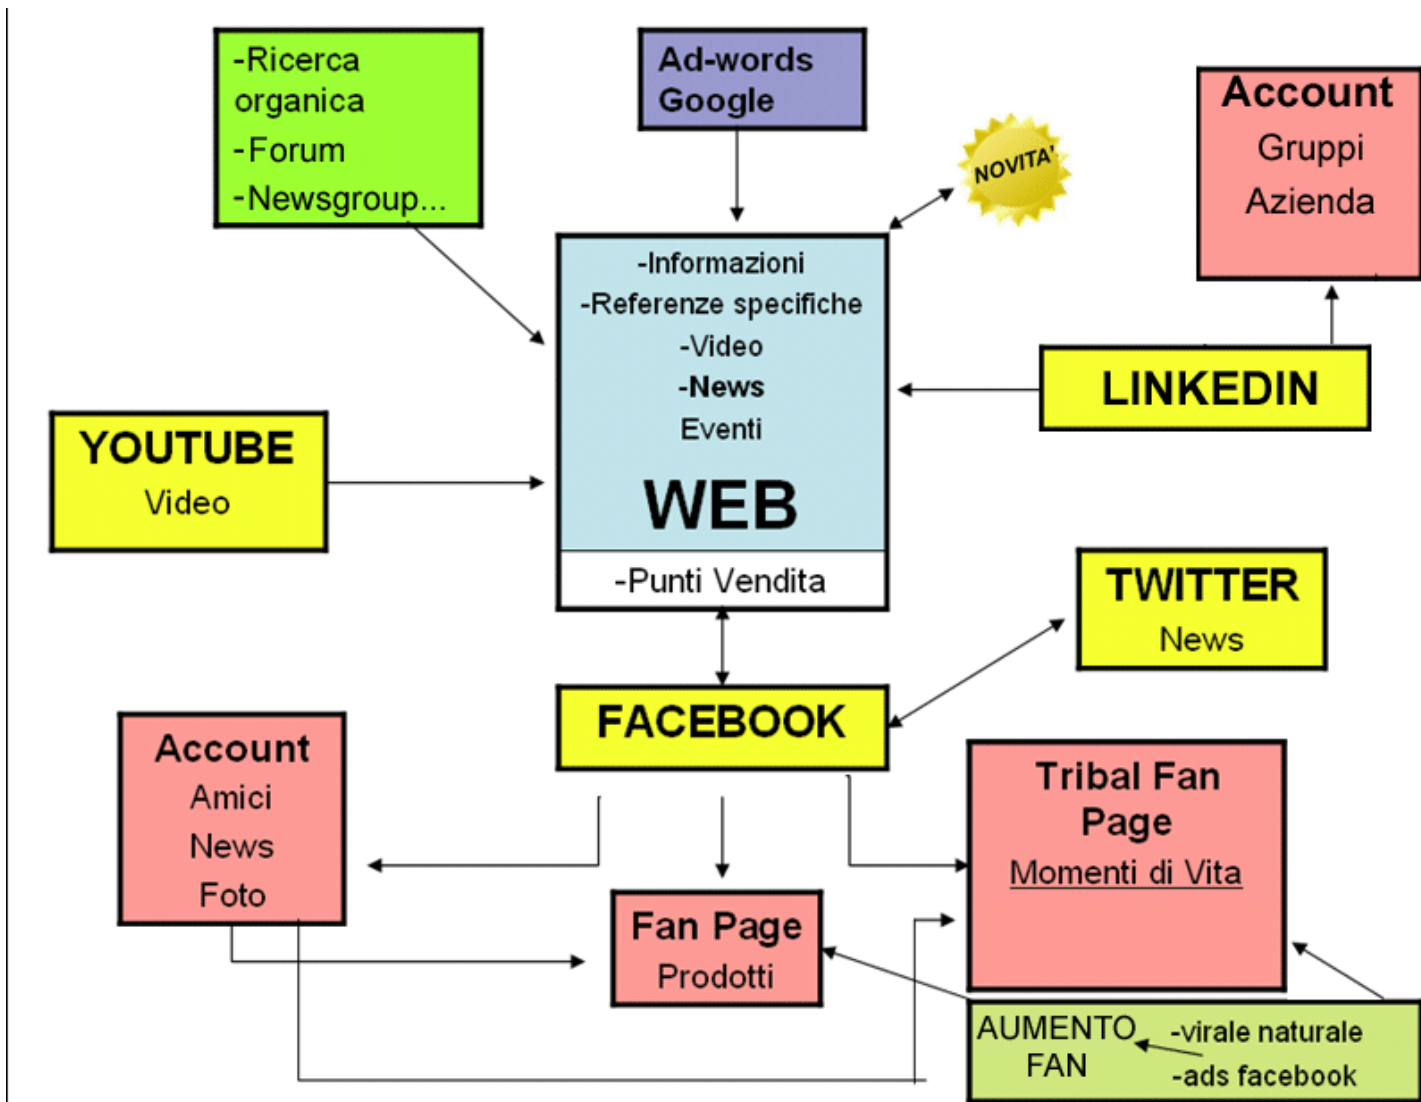 -Ricerca
organica
-Forum
-Newsgroup...
Ad-words
Google
NOVITA'
Account
Gruppi
Azienda
-Informazioni
-Referenze specifiche
-Video
-News
Eventi
WEB
-Punti Vendita
LINKEDIN
YOUTUBE
Video
TWITTER
News
FACEBOOK
Account
Amici
News
Foto
Tribal Fan
Page
Momenti di Vita
Fan Page
Prodotti
AUMENTO
FAN
-virale naturale
-ads facebook